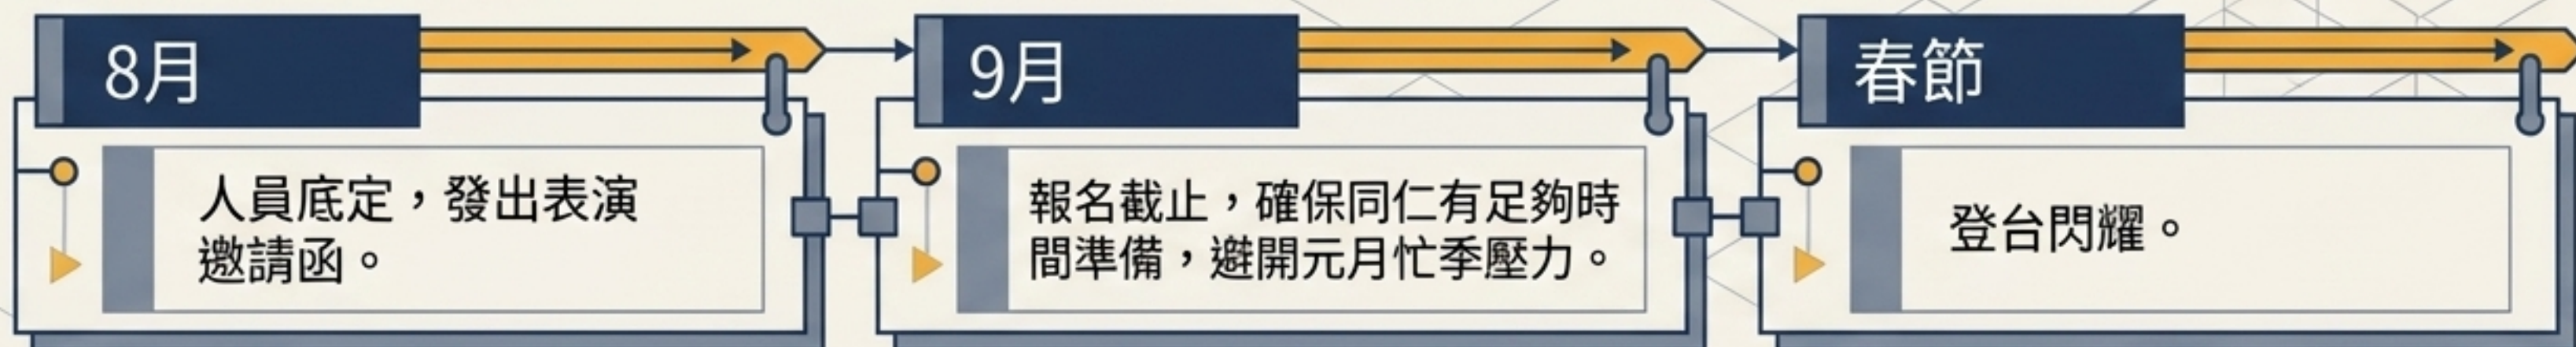 8月
人員底定，發出表演
邀請函。
9月
報名截止，確保同仁有足夠時
間準備，避開元月忙季壓力。
春節
登台閃耀。